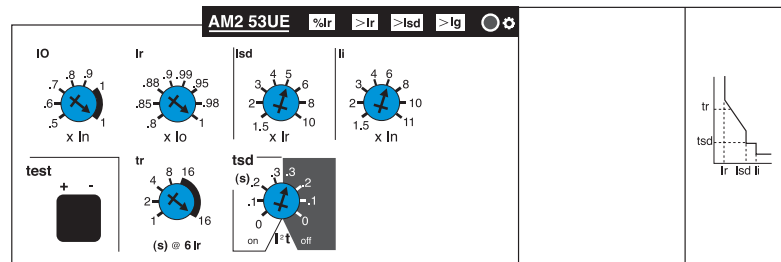 AM2 53UE %Ir >Ir >Isd >Ig
IO Ir Isd Ii
.5 .6 .7 .8 .9 1 1
.8 .85 .88 .9 .99 .95 .98 1
1.5 2 3 4 5 6 8 10
1.5 2 3 4 6 8 10 11
x In x Io x Ir x In
test tr tsd
+ -
(s)
1 2 4 8 16 16
0 .1 .2 .3 .3 .2 .1 0
(s) @ 6 Ir
on I²t off
tr
tsd
Ir Isd Ii